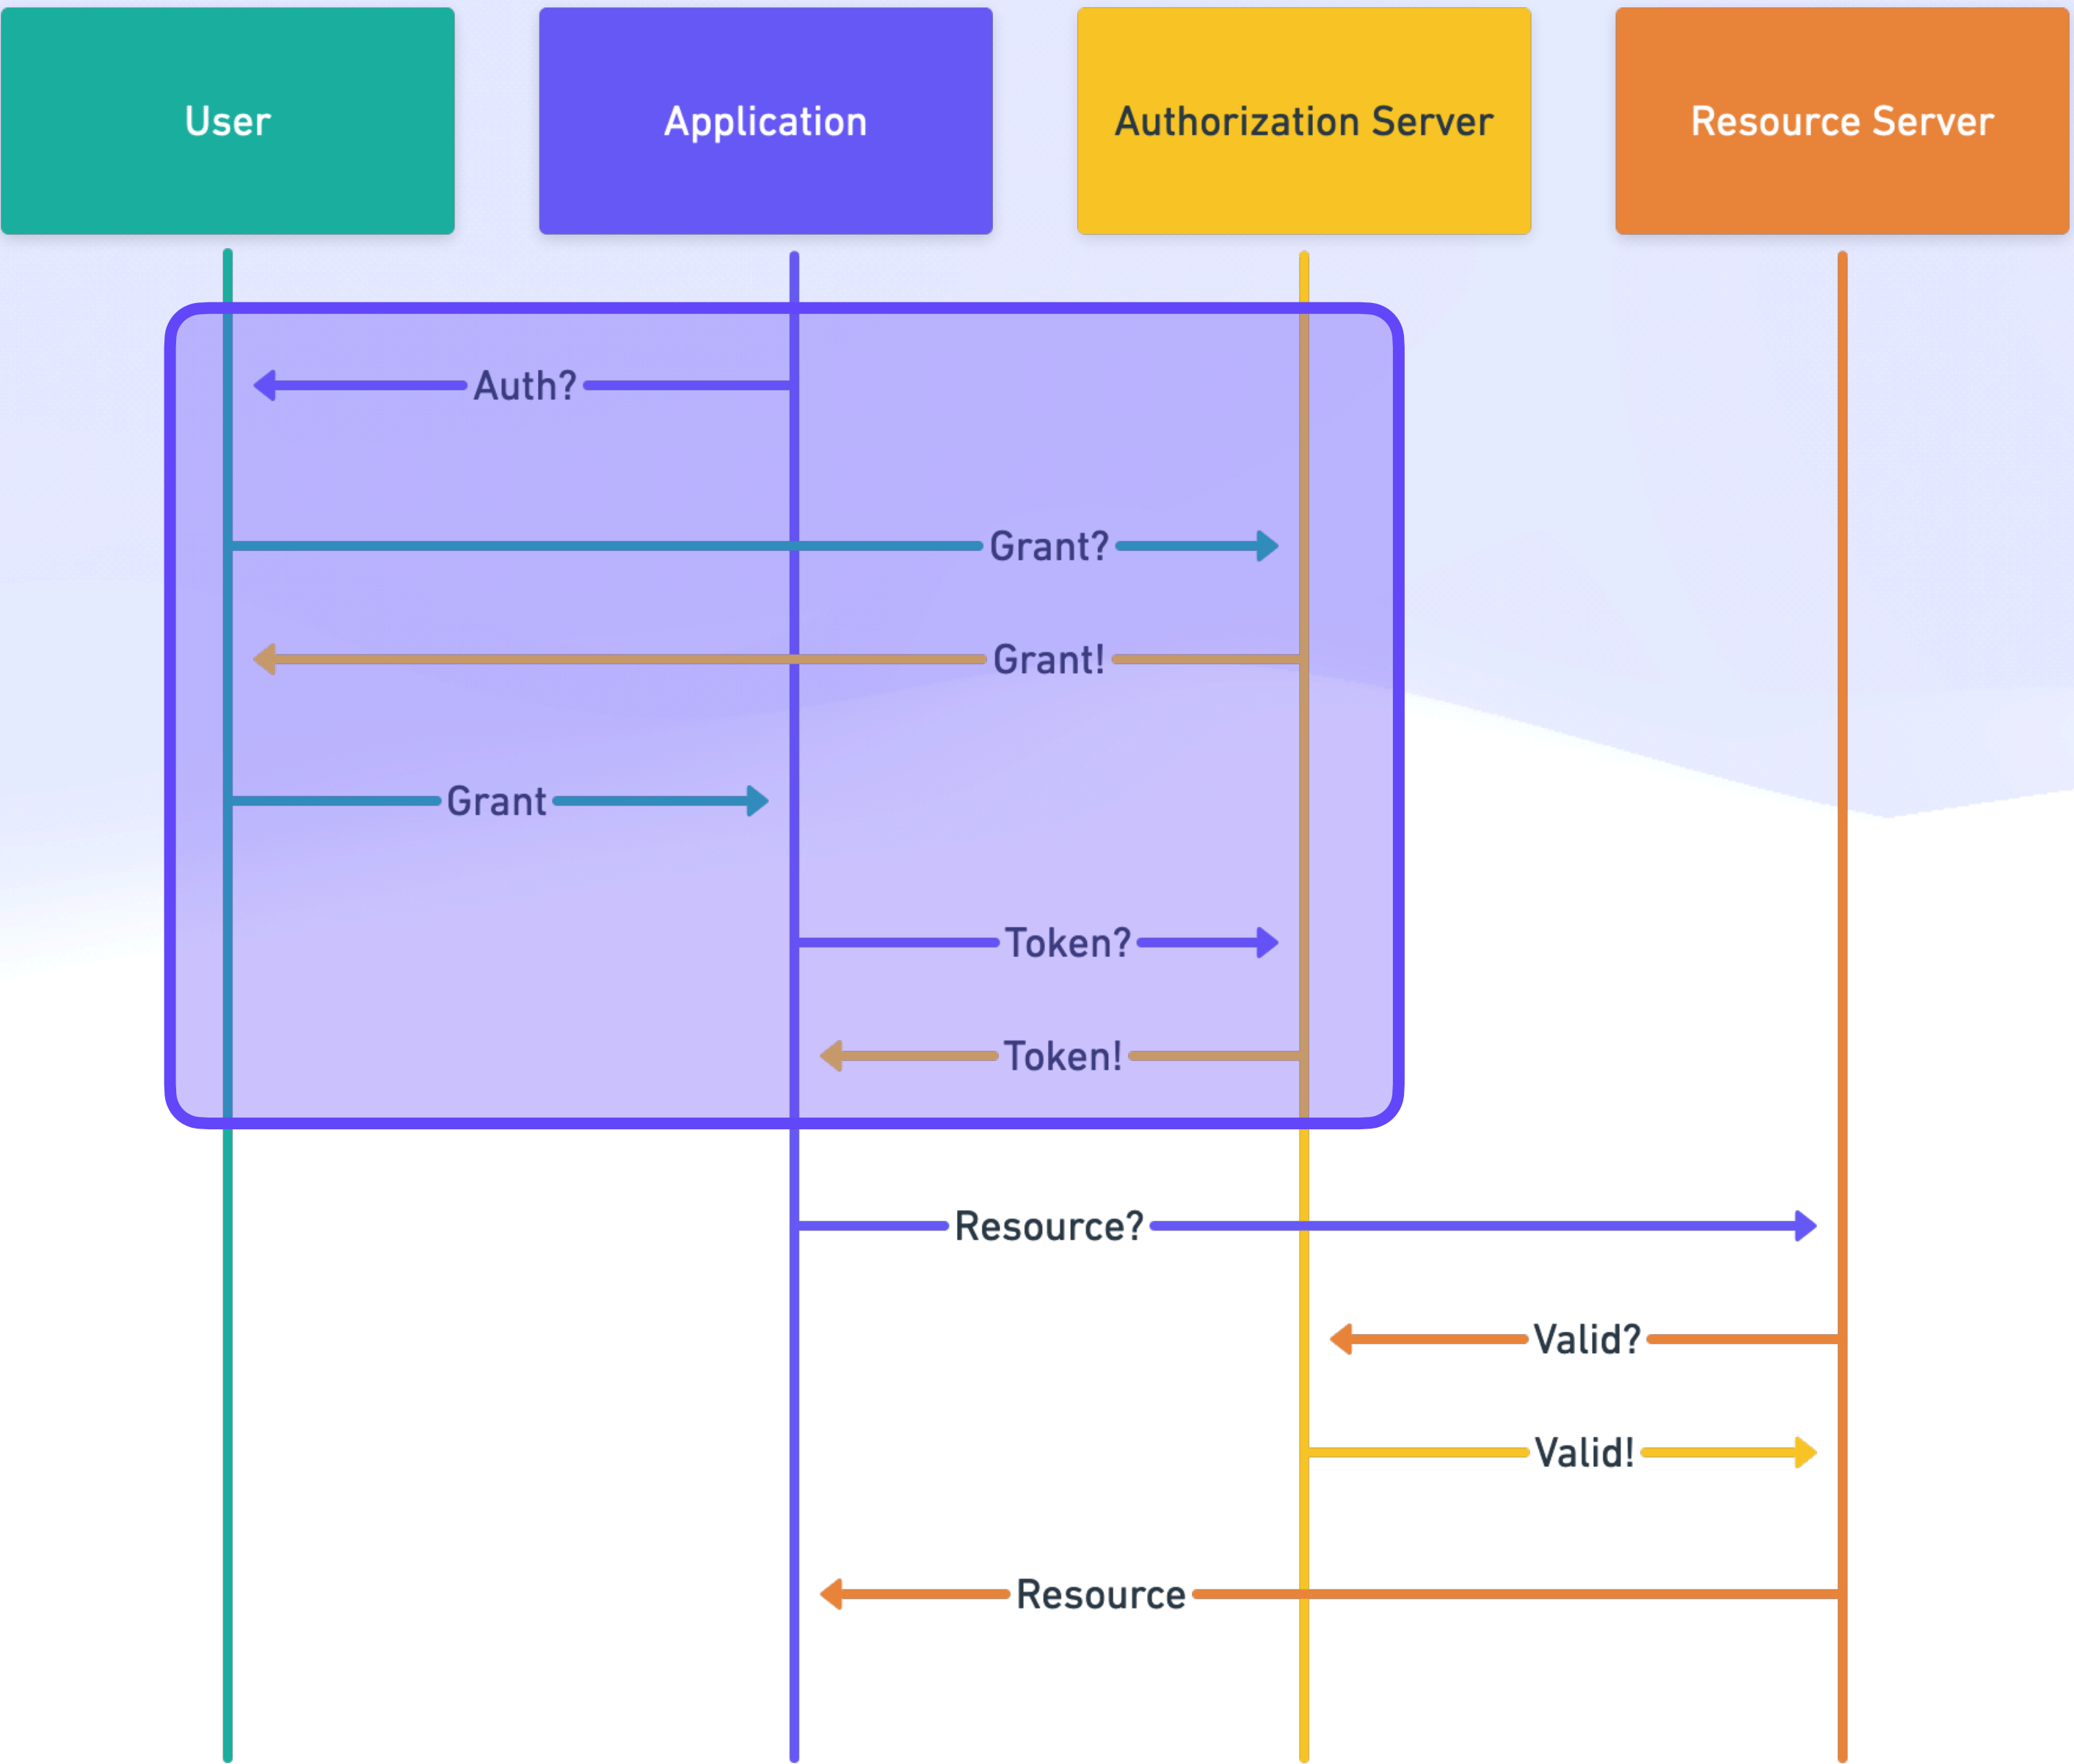 User
Application
Authorization Server
Resource Server
Auth?
Grant?
Grant!
Grant
Token?
Token!
Resource?
Valid?
Valid!
Resource